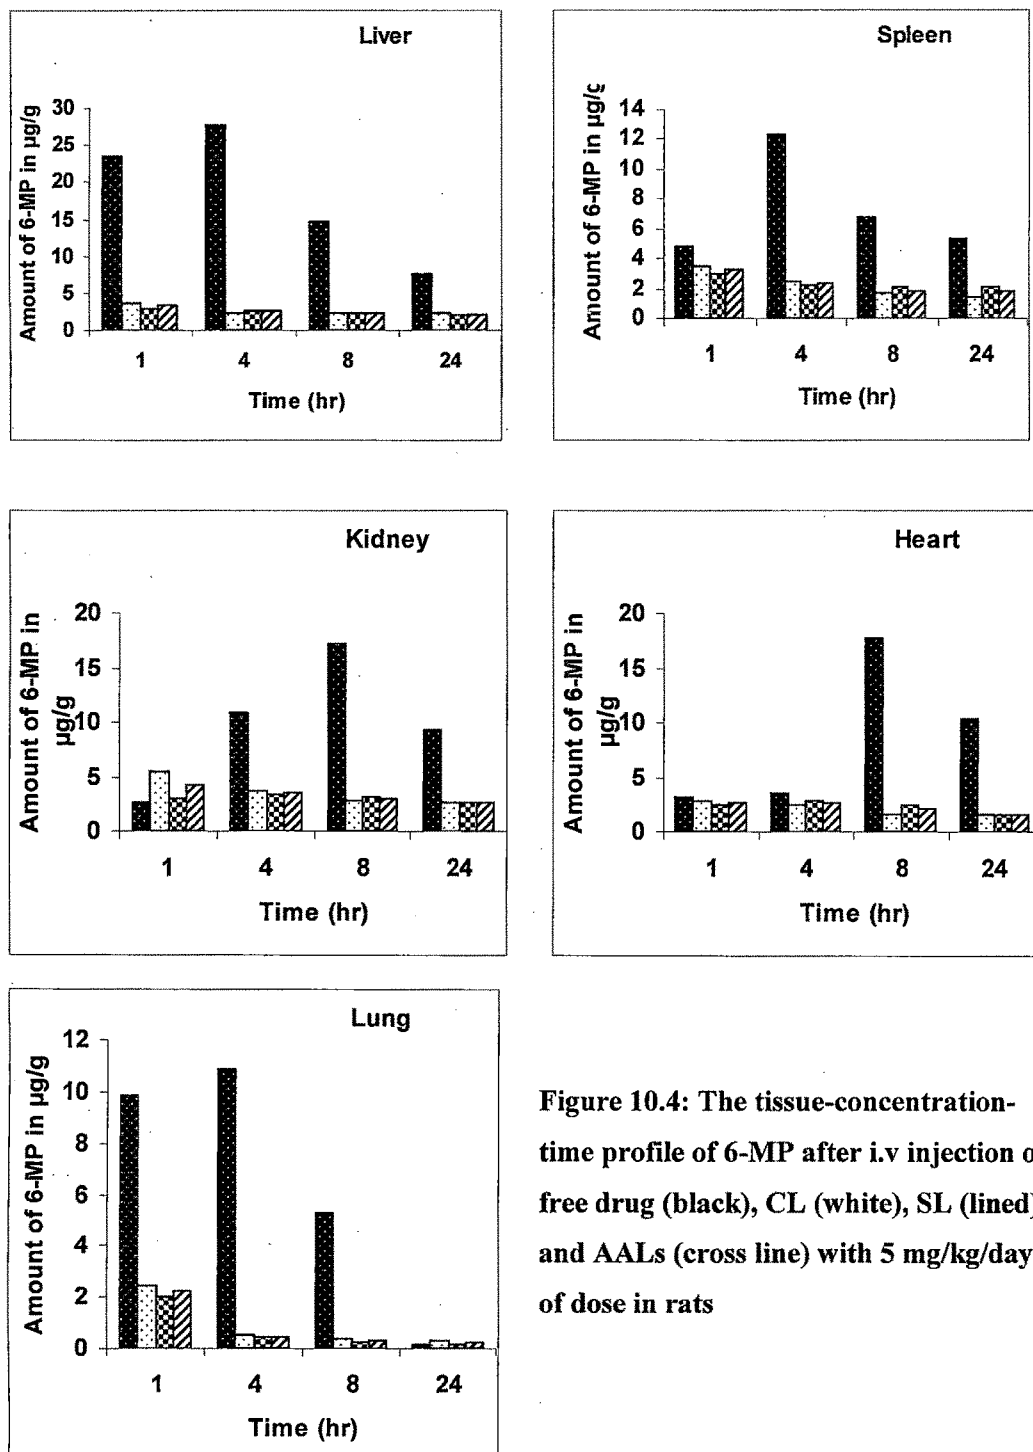 Liver
Amount of 6-MP in µg/g
30
25
20
15
10
5
0
1 4 8 24
Time (hr)
Spleen
Amount of 6-MP in µg/g
14
12
10
8
6
4
2
0
1 4 8 24
Time (hr)
Kidney
Amount of 6-MP in
µg/g
20
15
10
5
0
1 4 8 24
Time (hr)
Heart
Amount of 6-MP in
µg/g
20
15
10
5
0
1 4 8 24
Time (hr)
Lung
Amount of 6-MP in µg/g
12
10
8
6
4
2
0
1 4 8 24
Time (hr)
Figure 10.4: The tissue-concentration-
time profile of 6-MP after i.v injection o
free drug (black), CL (white), SL (lined)
and AALs (cross line) with 5 mg/kg/day
of dose in rats